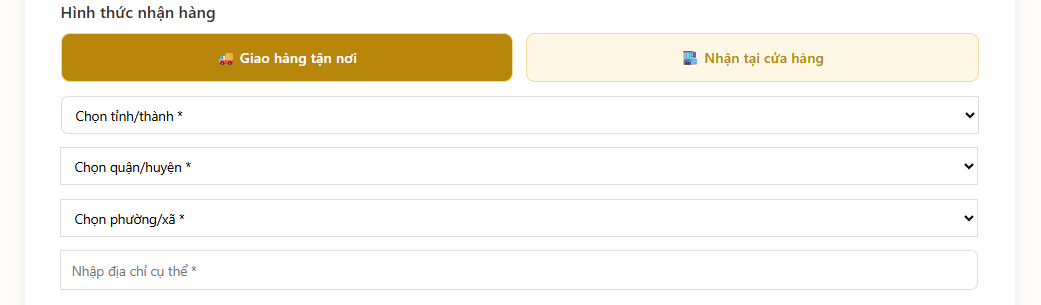 Hình thức nhận hàng
🚚 Giao hàng tận nơi
🏪 Nhận tại cửa hàng
Chọn tỉnh/thành *
Chọn quận/huyện *
Chọn phường/xã *
Nhập địa chỉ cụ thể *